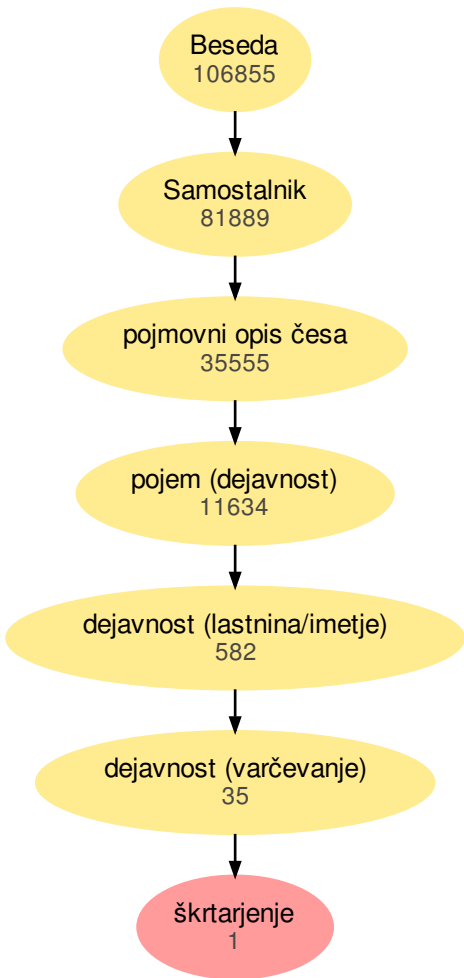 Beseda
106855
Samostalnik
81889
pojmovni opis česa
35555
pojem (dejavnost)
11634
dejavnost (lastnina/imetje)
582
dejavnost (varčevanje)
35
škrtarjenje
1